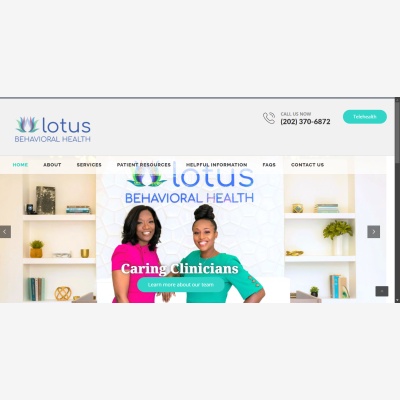 lotus
BEHAVIORAL HEALTH
CALL US NOW
(202) 370-6872
Telehealth
HOME ABOUT SERVICES PATIENT RESOURCES HELPFUL INFORMATION FAQS CONTACT US
lotus
BEHAVIORAL HEALTH
Caring Clinicians
Learn more about our team